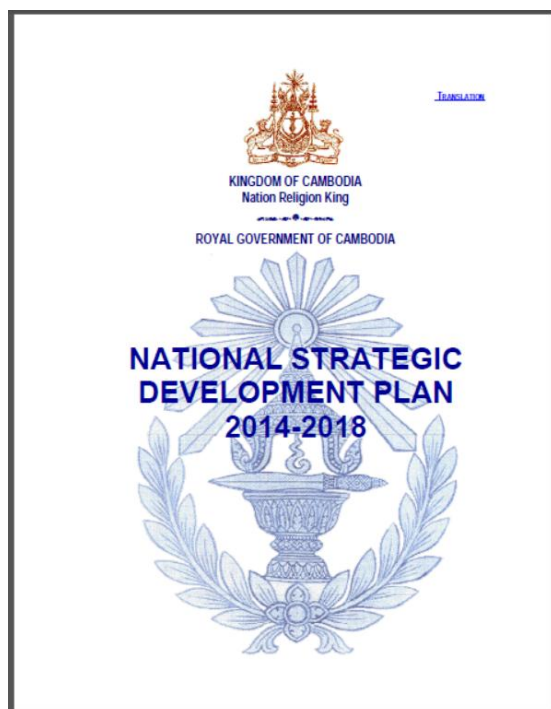 TRANSLATION
KINGDOM OF CAMBODIA
Nation Religion King
ROYAL GOVERNMENT OF CAMBODIA
NATIONAL STRATEGIC
DEVELOPMENT PLAN
2014-2018